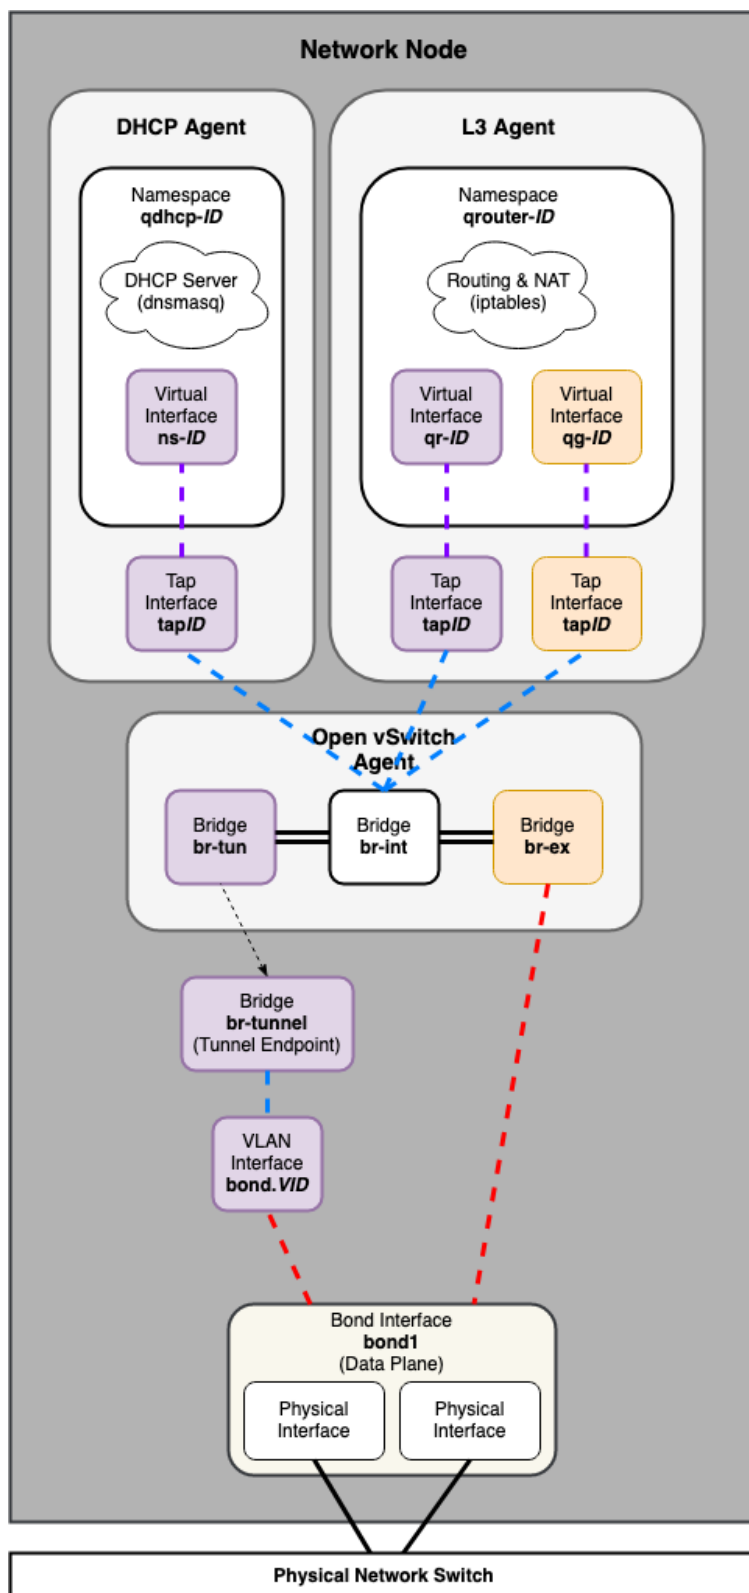 Network Node
DHCP Agent
Namespace
qdhcp-ID
DHCP Server
(dnsmasq)
Virtual
Interface
ns-ID
Tap
Interface
tapID
L3 Agent
Namespace
qrouter-ID
Routing & NAT
(iptables)
Virtual
Interface
qr-ID
Virtual
Interface
qg-ID
Tap
Interface
tapID
Tap
Interface
tapID
Open vSwitch
Agent
Bridge
br-tun
Bridge
br-int
Bridge
br-ex
Bridge
br-tunnel
(Tunnel Endpoint)
VLAN
Interface
bond.VID
Bond Interface
bond1
(Data Plane)
Physical
Interface
Physical
Interface
Physical Network Switch